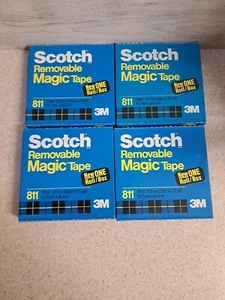 Scotch
Removable
Magic Tape
New ONE
Roll/Box
811
3M
Scotch
Removable
Magic Tape
New ONE
Roll/Box
811
3M
Scotch
Removable
Magic Tape
New ONE
Roll/Box
811
3M
Scotch
Removable
Magic Tape
New ONE
Roll/Box
811
3M